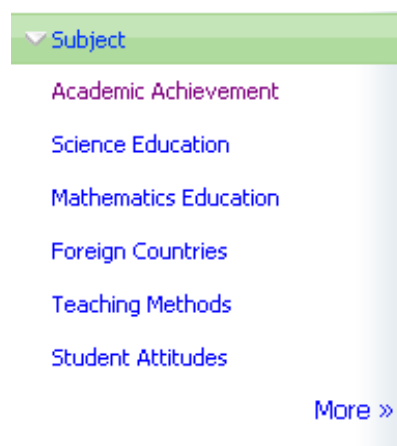 Subject
Academic Achievement
Science Education
Mathematics Education
Foreign Countries
Teaching Methods
Student Attitudes
More »